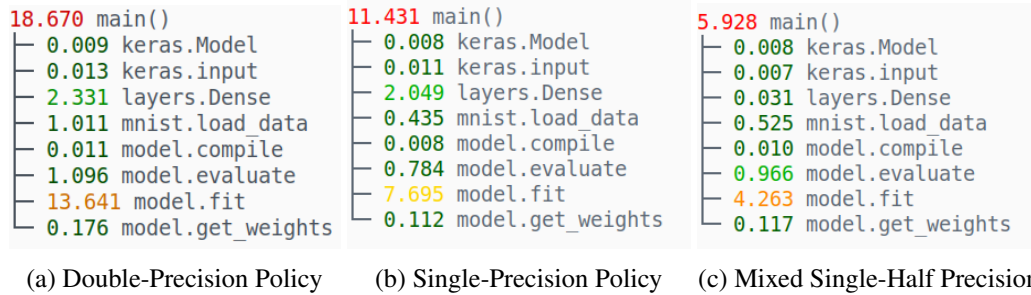 18.670 main()
0.009 keras.Model
0.013 keras.input
2.331 layers.Dense
1.011 mnist.load_data
0.011 model.compile
1.096 model.evaluate
13.641 model.fit
0.176 model.get_weights
(a) Double-Precision Policy
11.431 main()
0.008 keras.Model
0.011 keras.input
2.049 layers.Dense
0.435 mnist.load_data
0.008 model.compile
0.784 model.evaluate
7.695 model.fit
0.112 model.get_weights
(b) Single-Precision Policy
5.928 main()
0.008 keras.Model
0.007 keras.input
0.031 layers.Dense
0.525 mnist.load_data
0.010 model.compile
0.966 model.evaluate
4.263 model.fit
0.117 model.get_weights
(c) Mixed Single-Half Precision